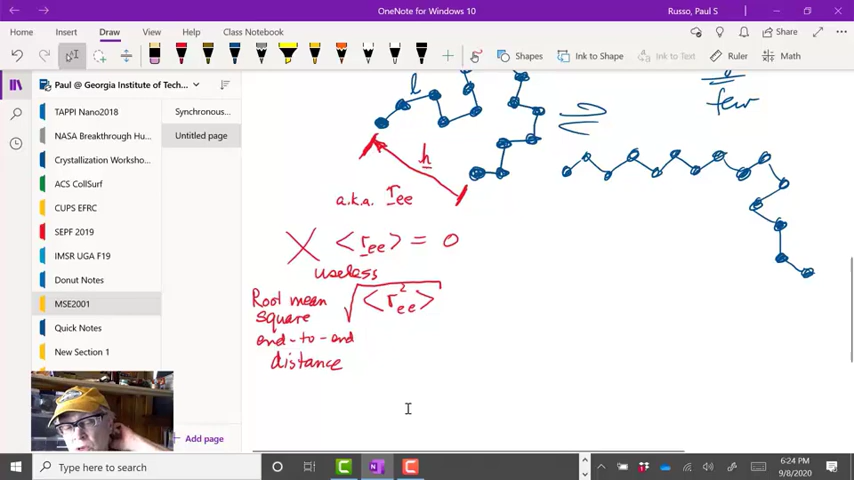 OneNote for Windows 10
Russo, Paul S
Home Insert Draw View Help Class Notebook
Share
Shapes Ink to Shape Ink to Text Ruler Math
Paul @ Georgia Institute of Tech...
TAPPI Nano2018
NASA Breakthrough Hu...
Crystallization Worksho...
ACS CollSurf
CUPS EFRC
SEPF 2019
IMSR UGA F19
Donut Notes
MSE2001
Quick Notes
New Section 1
Synchronous...
Untitled page
Add page
l
few
h
a.k.a. r ee
X < r ee > = 0
useless
Root mean square end-to-end distance
√< r²ee >
Type here to search
6:24 PM
9/8/2020